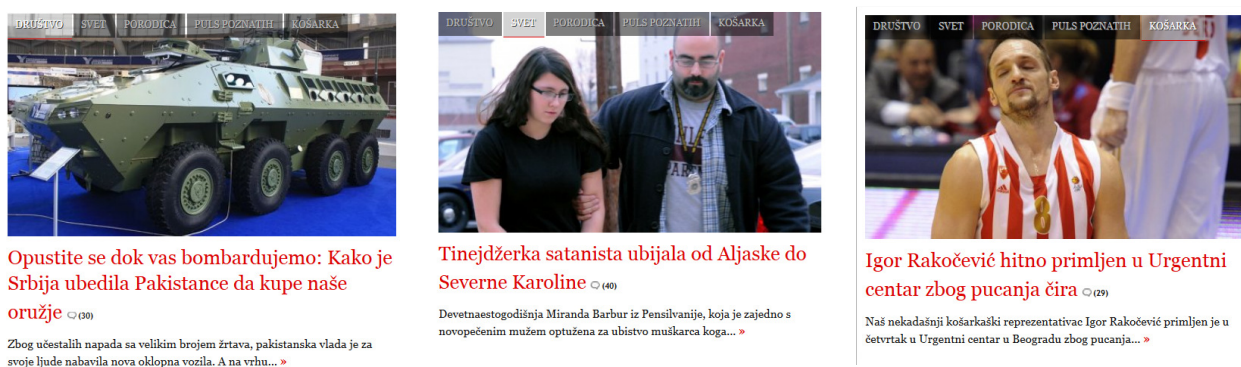 DRUŠTVO SVET PORODICA PULS POZNATIH KOŠARKA
Opustite se dok vas bombardujemo: Kako je
Srbija ubedila Pakistance da kupe naše
oružje (30)
Zbog učestalih napada sa velikim brojem žrtava, pakistanska vlada je za
svoje ljude nabavila nova oklopna vozila. A na vrhu... »
DRUŠTVO SVET PORODICA PULS POZNATIH KOŠARKA
Tinejdžerka satanista ubijala od Aljaske do
Severne Karoline (40)
Devetnaestogodišnja Miranda Barbur iz Pensilvanije, koja je zajedno s
novopečenim mužem optužena za ubistvo muškarca koga... »
DRUŠTVO SVET PORODICA PULS POZNATIH KOŠARKA
8
Igor Rakočević hitno primljen u Urgentni
centar zbog pucanja čira (29)
Naš nekadašnji košarkaški reprezentativac Igor Rakočević primljen je u
četvrtak u Urgentni centar u Beogradu zbog pucanja... »